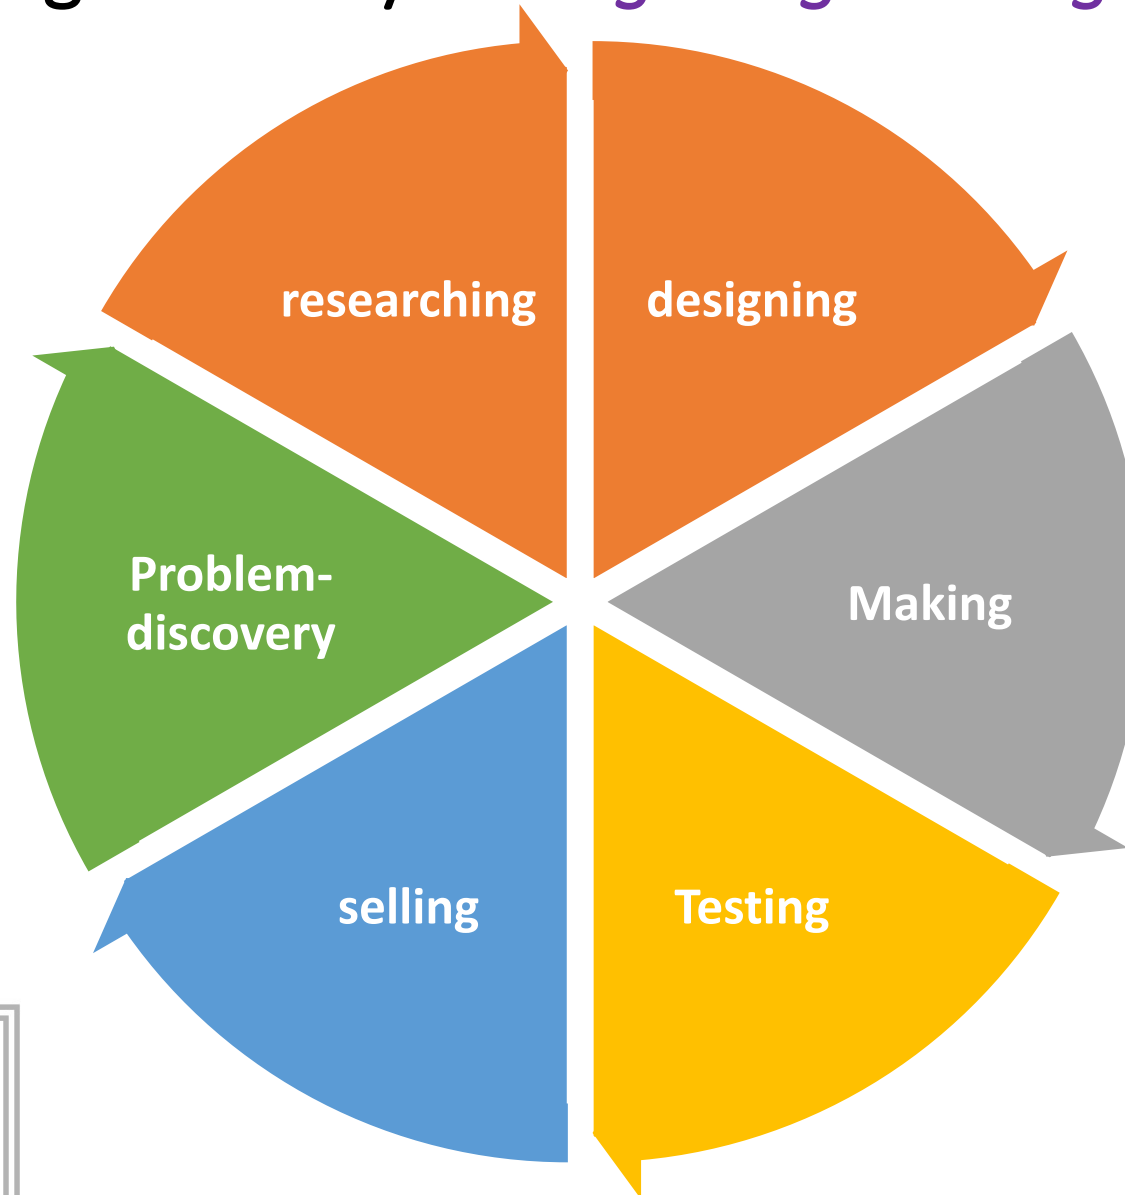 researching
designing
Problem-
discovery
Making
selling
Testing